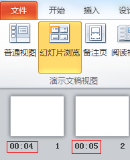 文件 开始 插入 设
普通视图 幻灯片浏览 备注页 阅读
演示文稿视图
00:04 1 00:05 2